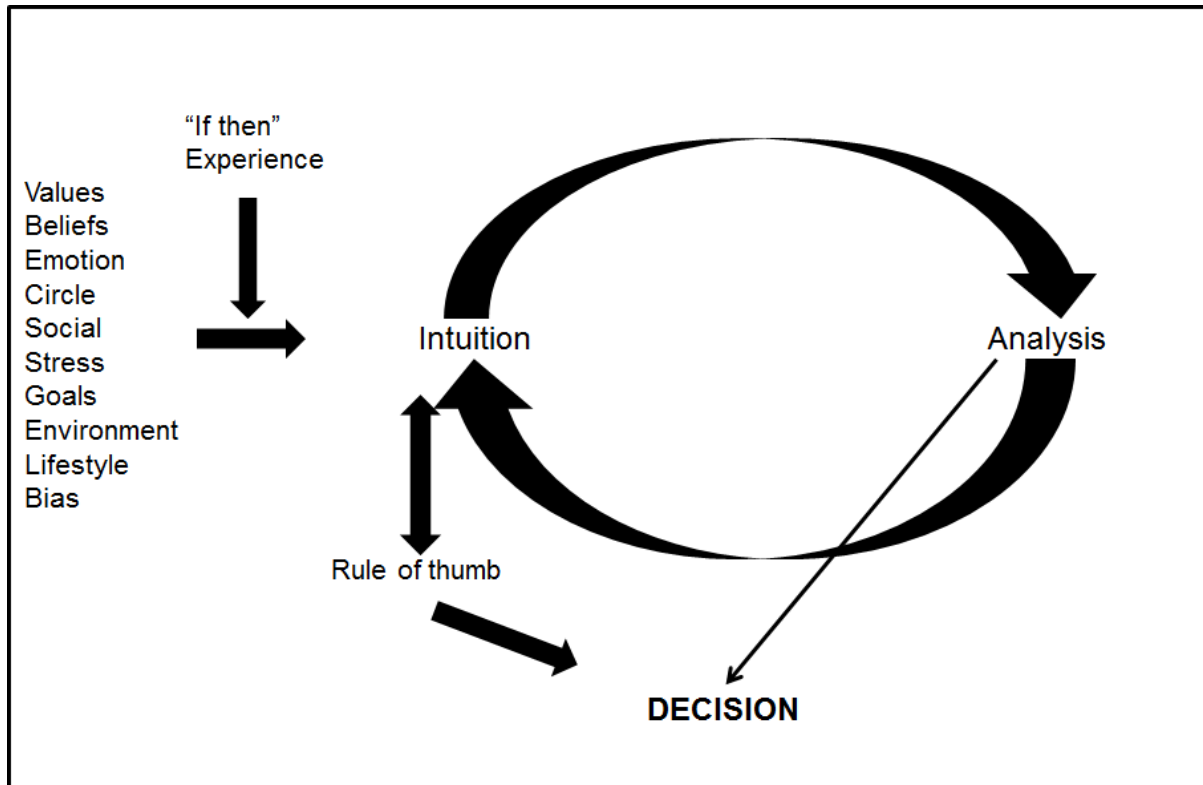 “If then”
Experience
Values
Beliefs
Emotion
Circle
Social
Stress
Goals
Environment
Lifestyle
Bias
Intuition
Analysis
Rule of thumb
DECISION